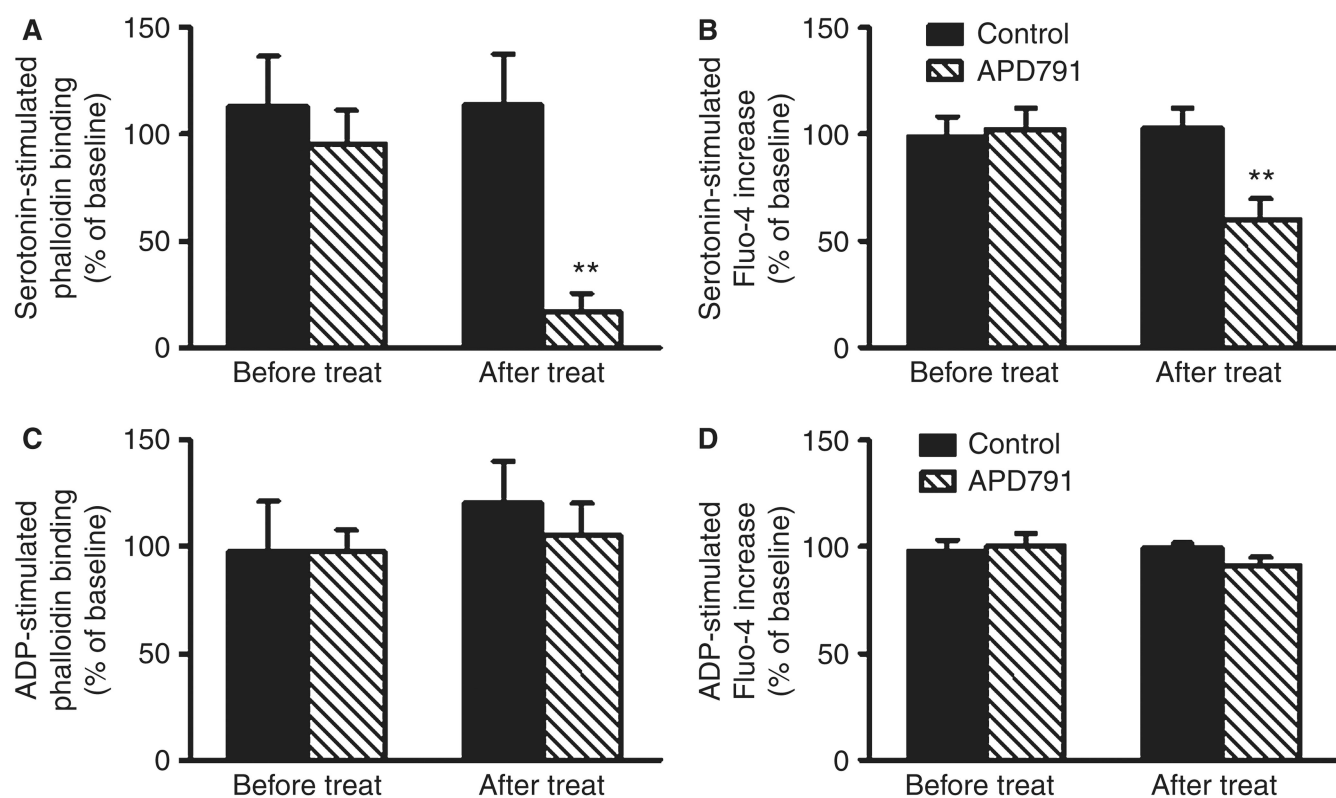 A
Serotonin-stimulated
phalloidin binding
(% of baseline)
150
100
50
0
**
Before treat
After treat
B
Serotonin-stimulated
Fluo-4 increase
(% of baseline)
150
100
50
0
Control
APD791
**
Before treat
After treat
C
ADP-stimulated
phalloidin binding
(% of baseline)
150
100
50
0
Before treat
After treat
D
ADP-stimulated
Fluo-4 increase
(% of baseline)
150
100
50
0
Control
APD791
Before treat
After treat